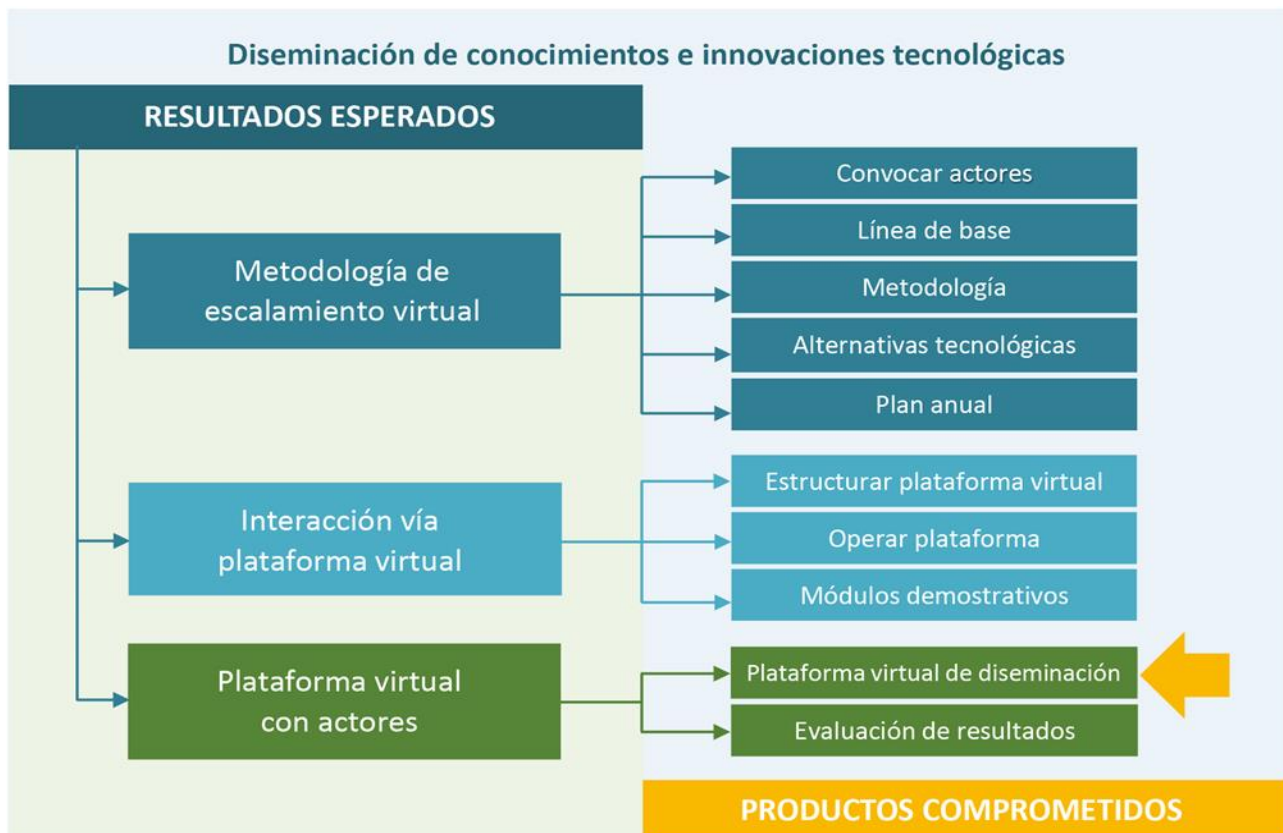 Diseminación de conocimientos e innovaciones tecnológicas
RESULTADOS ESPERADOS
Metodología de
escalamiento virtual
Convocar actores
Línea de base
Metodología
Alternativas tecnológicas
Plan anual
Interacción vía
plataforma virtual
Estructurar plataforma virtual
Operar plataforma
Módulos demostrativos
Plataforma virtual
con actores
Plataforma virtual de diseminación
Evaluación de resultados
PRODUCTOS COMPROMETIDOS